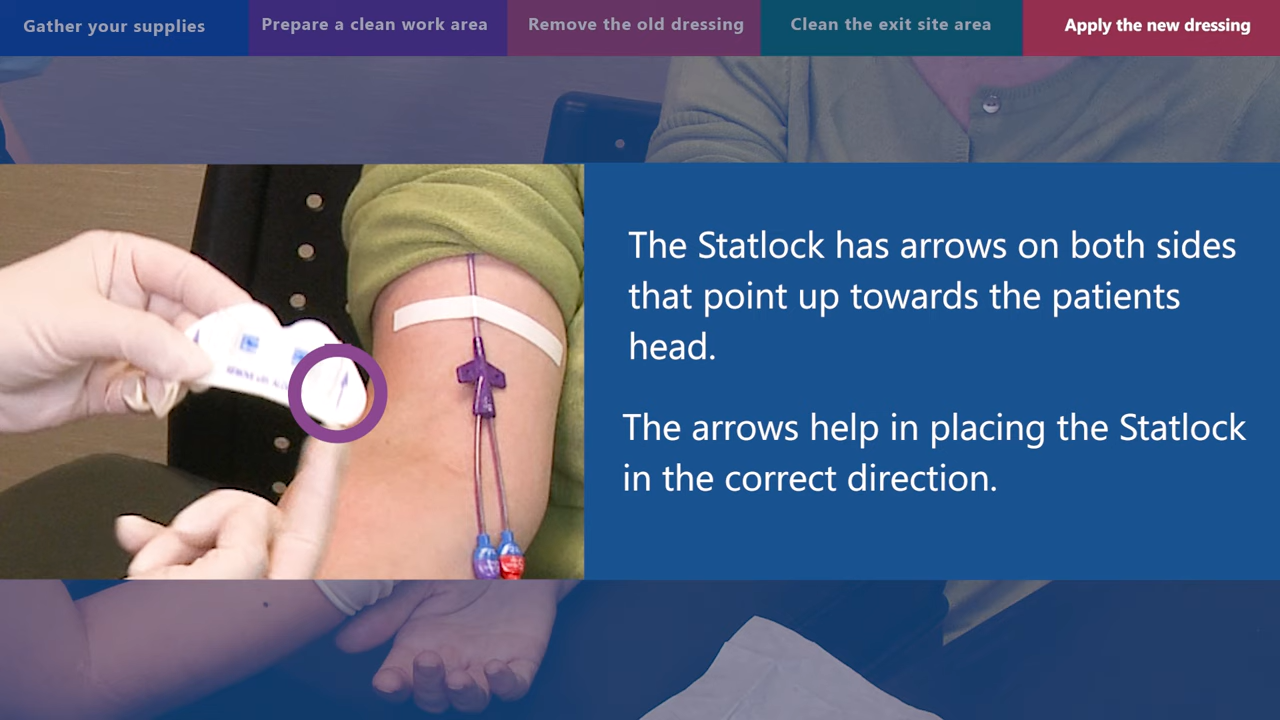 Gather your supplies
Prepare a clean work area
Remove the old dressing
Clean the exit site area
Apply the new dressing
The Statlock has arrows on both sides
that point up towards the patients
head.
The arrows help in placing the Statlock
in the correct direction.